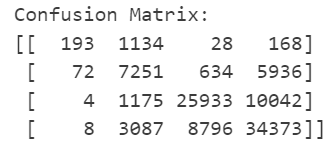 Confusion Matrix:
[[ 193 1134 28 168]
[ 72 7251 634 5936]
[ 4 1175 25933 10042]
[ 8 3087 8796 34373]]